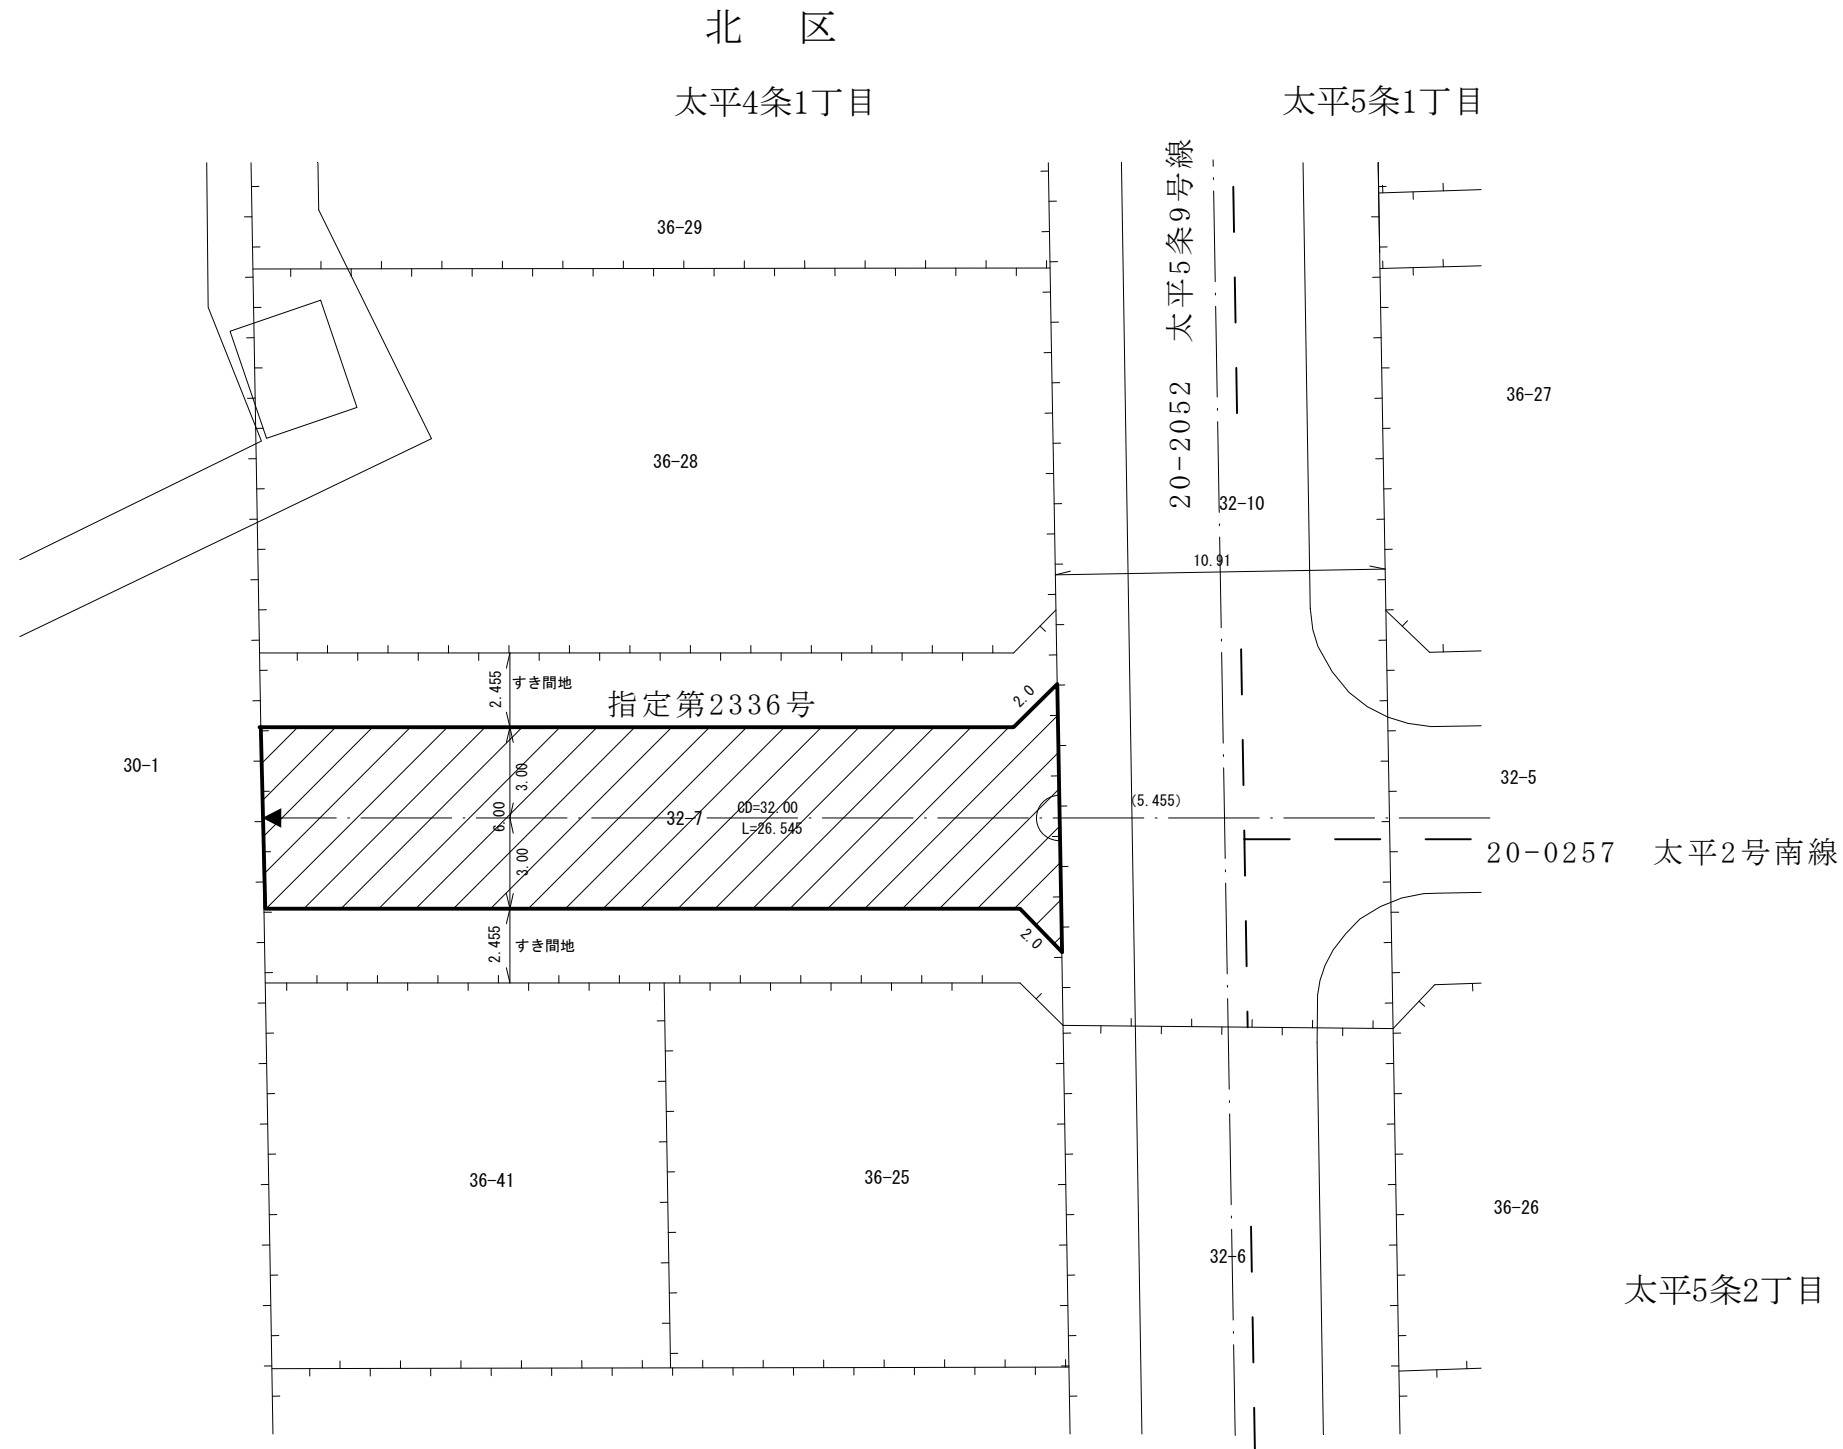 北　区
太平4条1丁目
太平5条1丁目
20-2052　太平5条9号線
36-29
36-27
36-28
32-10
10.91
2.455
すき間地
指定第2336号
2.0
30-1
3.00
32-5
CD=32.00
(5.455)
6.00
32-7
L=26.545
20-0257　太平2号南線
3.00
2.455
すき間地
2.0
36-41
36-25
36-26
32-6
太平5条2丁目